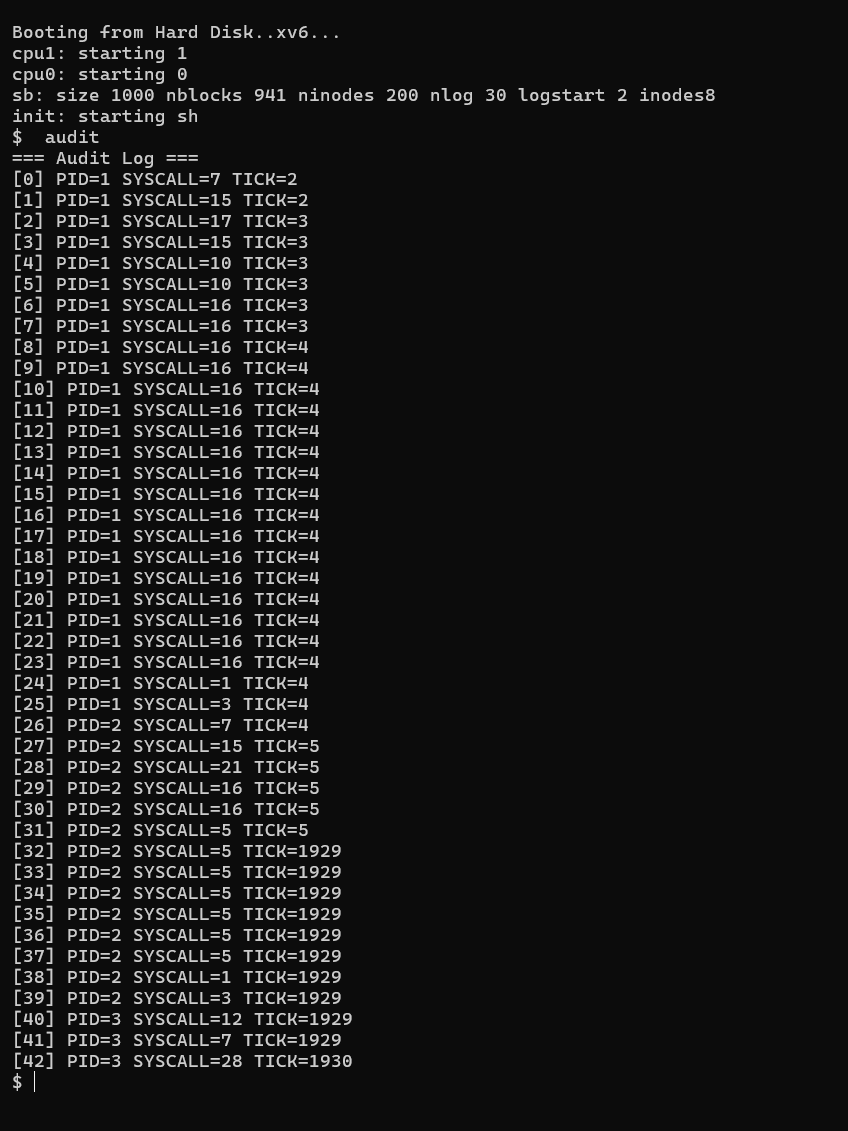 Booting from Hard Disk..xv6...
cpu1: starting 1
cpu0: starting 0
sb: size 1000 nblocks 941 ninodes 200 nlog 30 logstart 2 inodes8
init: starting sh
$  audit
=== Audit Log ===
[0] PID=1 SYSCALL=7 TICK=2
[1] PID=1 SYSCALL=15 TICK=2
[2] PID=1 SYSCALL=17 TICK=3
[3] PID=1 SYSCALL=15 TICK=3
[4] PID=1 SYSCALL=10 TICK=3
[5] PID=1 SYSCALL=10 TICK=3
[6] PID=1 SYSCALL=16 TICK=3
[7] PID=1 SYSCALL=16 TICK=3
[8] PID=1 SYSCALL=16 TICK=4
[9] PID=1 SYSCALL=16 TICK=4
[10] PID=1 SYSCALL=16 TICK=4
[11] PID=1 SYSCALL=16 TICK=4
[12] PID=1 SYSCALL=16 TICK=4
[13] PID=1 SYSCALL=16 TICK=4
[14] PID=1 SYSCALL=16 TICK=4
[15] PID=1 SYSCALL=16 TICK=4
[16] PID=1 SYSCALL=16 TICK=4
[17] PID=1 SYSCALL=16 TICK=4
[18] PID=1 SYSCALL=16 TICK=4
[19] PID=1 SYSCALL=16 TICK=4
[20] PID=1 SYSCALL=16 TICK=4
[21] PID=1 SYSCALL=16 TICK=4
[22] PID=1 SYSCALL=16 TICK=4
[23] PID=1 SYSCALL=16 TICK=4
[24] PID=1 SYSCALL=1 TICK=4
[25] PID=1 SYSCALL=3 TICK=4
[26] PID=2 SYSCALL=7 TICK=4
[27] PID=2 SYSCALL=15 TICK=5
[28] PID=2 SYSCALL=21 TICK=5
[29] PID=2 SYSCALL=16 TICK=5
[30] PID=2 SYSCALL=16 TICK=5
[31] PID=2 SYSCALL=5 TICK=5
[32] PID=2 SYSCALL=5 TICK=1929
[33] PID=2 SYSCALL=5 TICK=1929
[34] PID=2 SYSCALL=5 TICK=1929
[35] PID=2 SYSCALL=5 TICK=1929
[36] PID=2 SYSCALL=5 TICK=1929
[37] PID=2 SYSCALL=5 TICK=1929
[38] PID=2 SYSCALL=1 TICK=1929
[39] PID=2 SYSCALL=3 TICK=1929
[40] PID=3 SYSCALL=12 TICK=1929
[41] PID=3 SYSCALL=7 TICK=1929
[42] PID=3 SYSCALL=28 TICK=1930
$